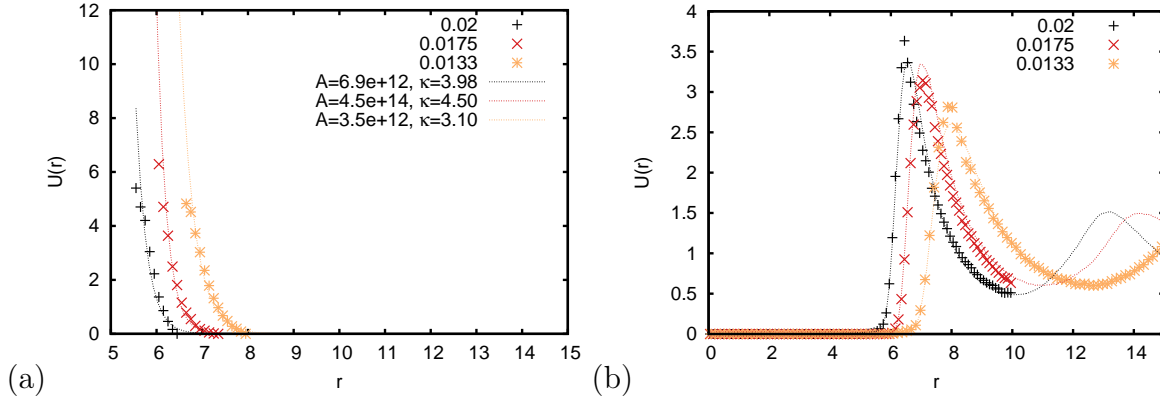 12
10
8
6
4
2
0
5 6 7 8 9 10 11 12 13 14 15
U(r)
r
0.02
0.0175
0.0133
A=6.9e+12, κ=3.98
A=4.5e+14, κ=4.50
A=3.5e+12, κ=3.10
(a)
4
3.5
3
2.5
2
1.5
1
0.5
0
0 2 4 6 8 10 12 14
U(r)
r
0.02
0.0175
0.0133
(b)